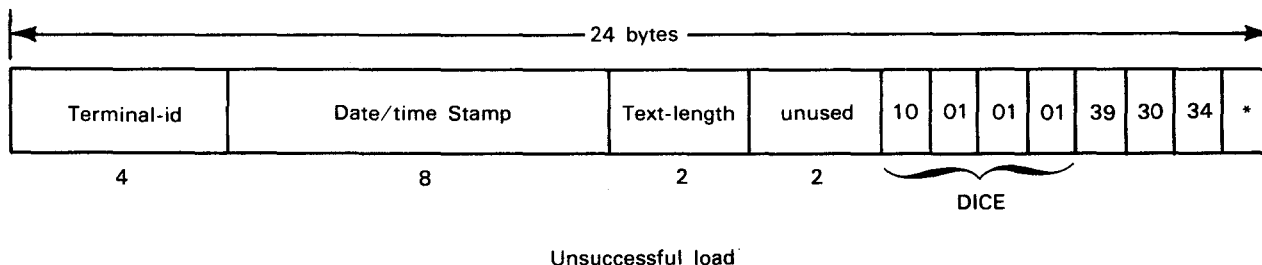 24 bytes
Terminal-id Date/time Stamp Text-length unused 10 01 01 01 39 30 34 *
4 8 2 2
DICE
Unsuccessful load